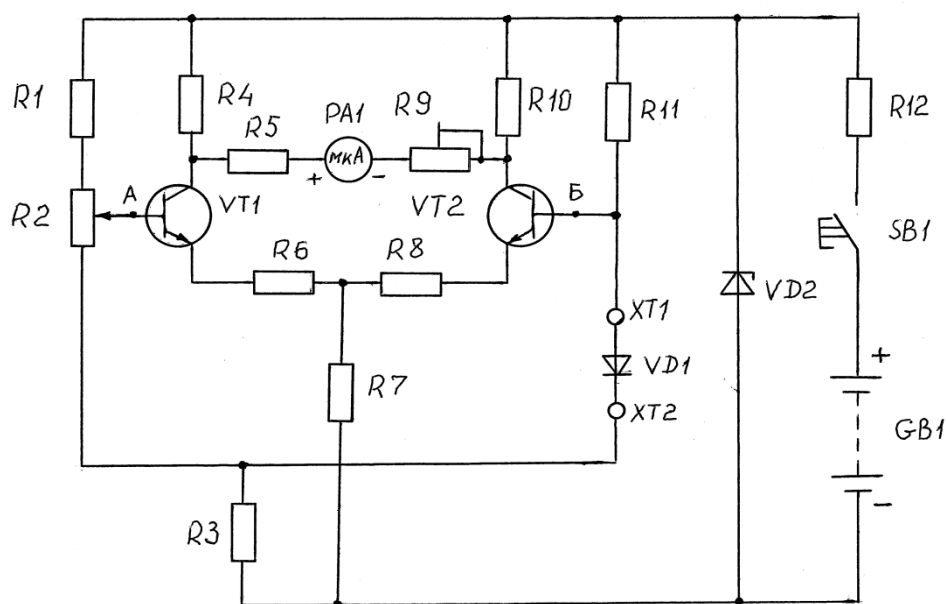 R1
R4
R5
PA1
мкА
+
-
R9
R10
R11
R12
R2
А
VT1
VT2
Б
SB1
R6
R8
VD2
XT1
R7
VD1
XT2
+
GB1
-
R3